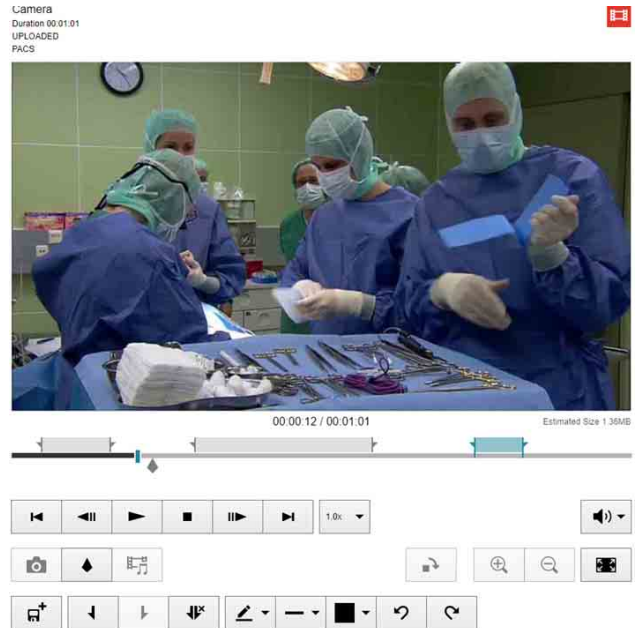 Camera
Duration 00:01:01
UPLOADED
PACS
00:00:12 / 00:01:01
Estimated Size 1.36MB
1.0x